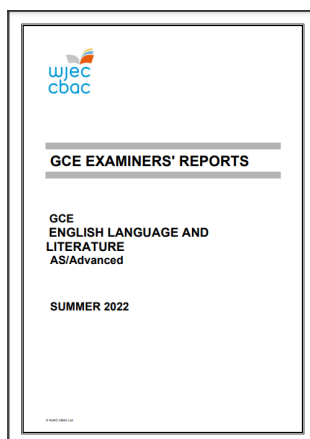 wjec
cbac
GCE EXAMINERS' REPORTS
GCE
ENGLISH LANGUAGE AND
LITERATURE
AS/Advanced
SUMMER 2022